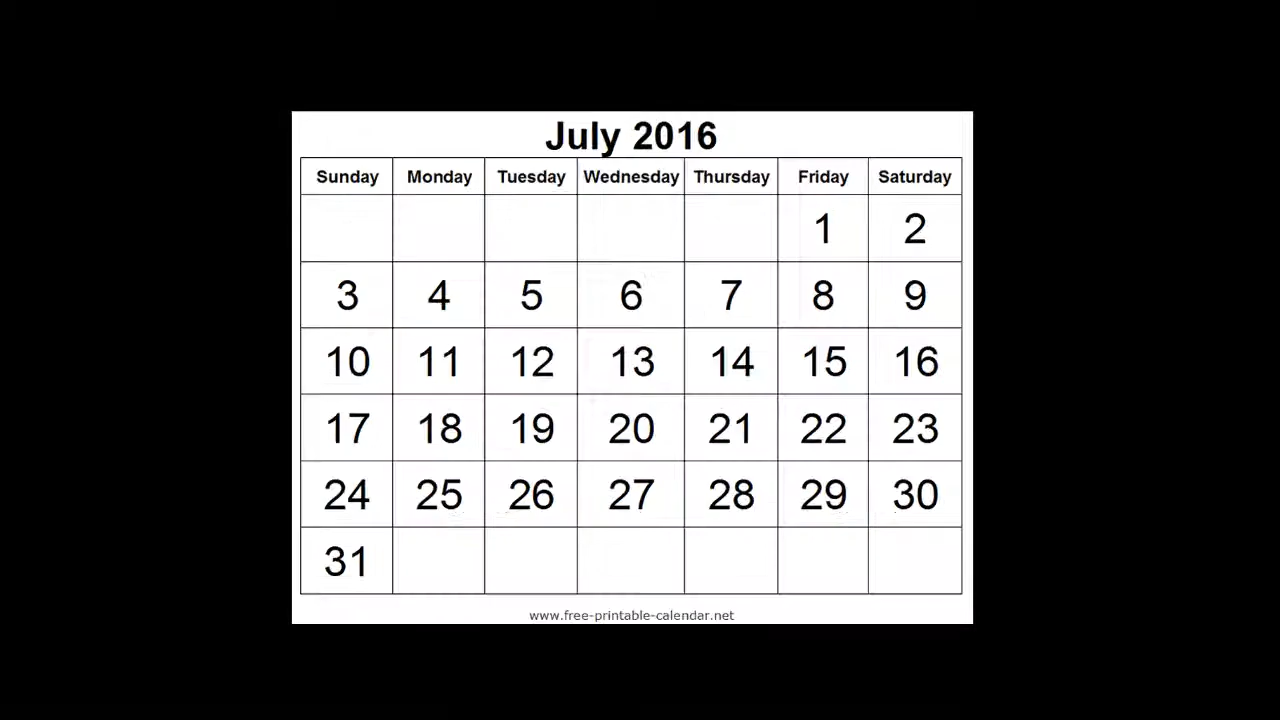 July 2016
Sunday Monday Tuesday Wednesday Thursday Friday Saturday
1 2
3 4 5 6 7 8 9
10 11 12 13 14 15 16
17 18 19 20 21 22 23
24 25 26 27 28 29 30
31
www.free-printable-calendar.net